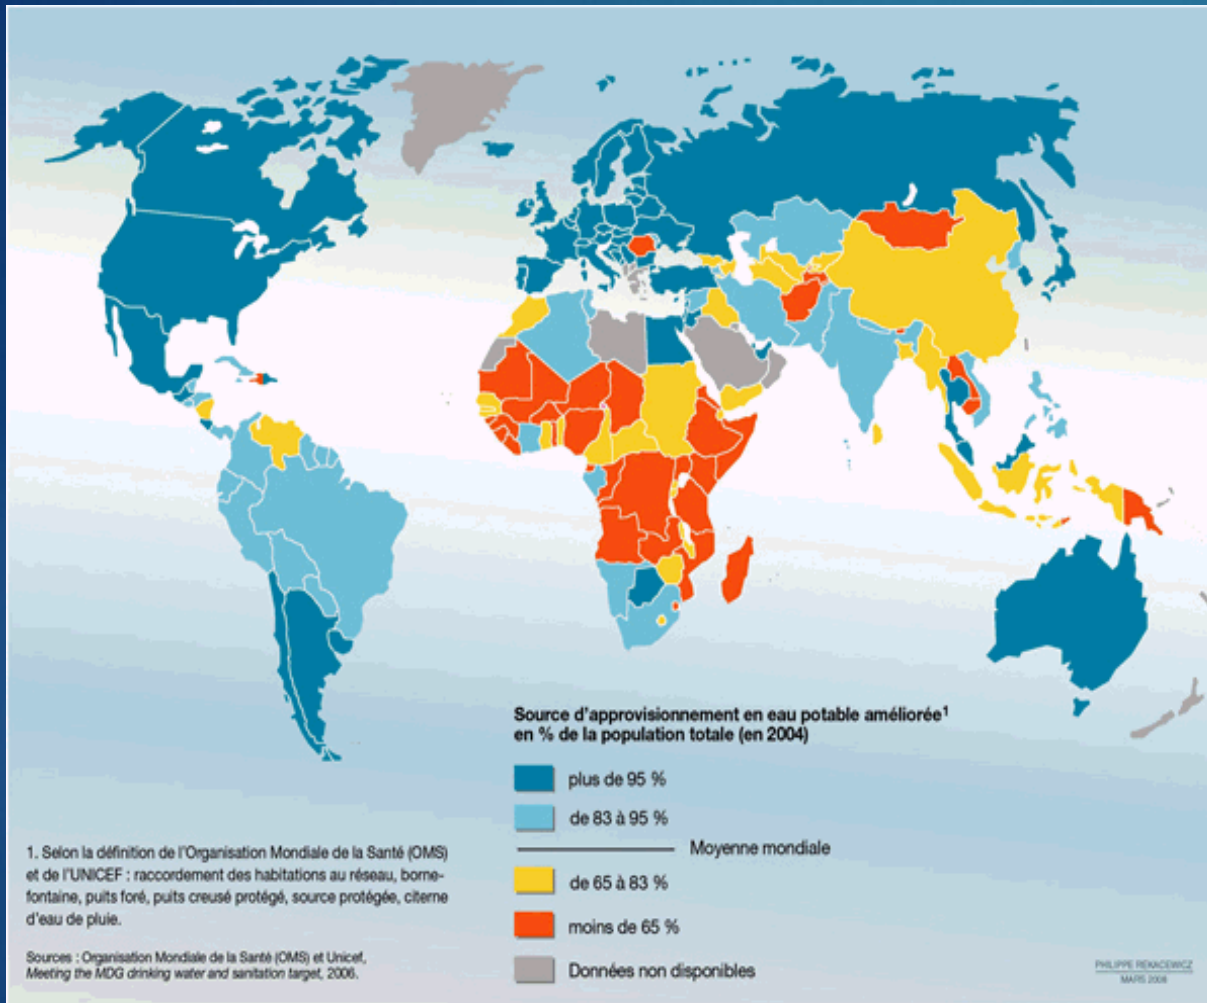 Source d'approvisionnement en eau potable améliorée1
en % de la population totale (en 2004)
plus de 95 %
de 83 à 95 %
Moyenne mondiale
de 65 à 83 %
moins de 65 %
Données non disponibles
1. Selon la définition de l'Organisation Mondiale de la Santé (OMS)
et de l'UNICEF : raccordement des habitations au réseau, borne-
fontaine, puits foré, puits creusé protégé, source protégée, citerne
d'eau de pluie.
Sources : Organisation Mondiale de la Santé (OMS) et Unicef,
Meeting the MDG drinking water and sanitation target, 2006.
PHILIPPE REKACEWICZ
MARS 2008